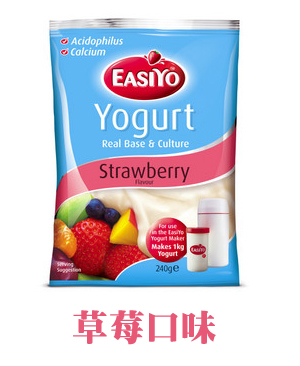 Acidophilus
Calcium
EASIYO
Yogurt
Real Base & Culture
Strawberry
Flavour
For use
in the EasiYo
Yogurt Maker
Makes 1kg
Yogurt
EASIYO
Serving
Suggestion
240g℮
草莓口味